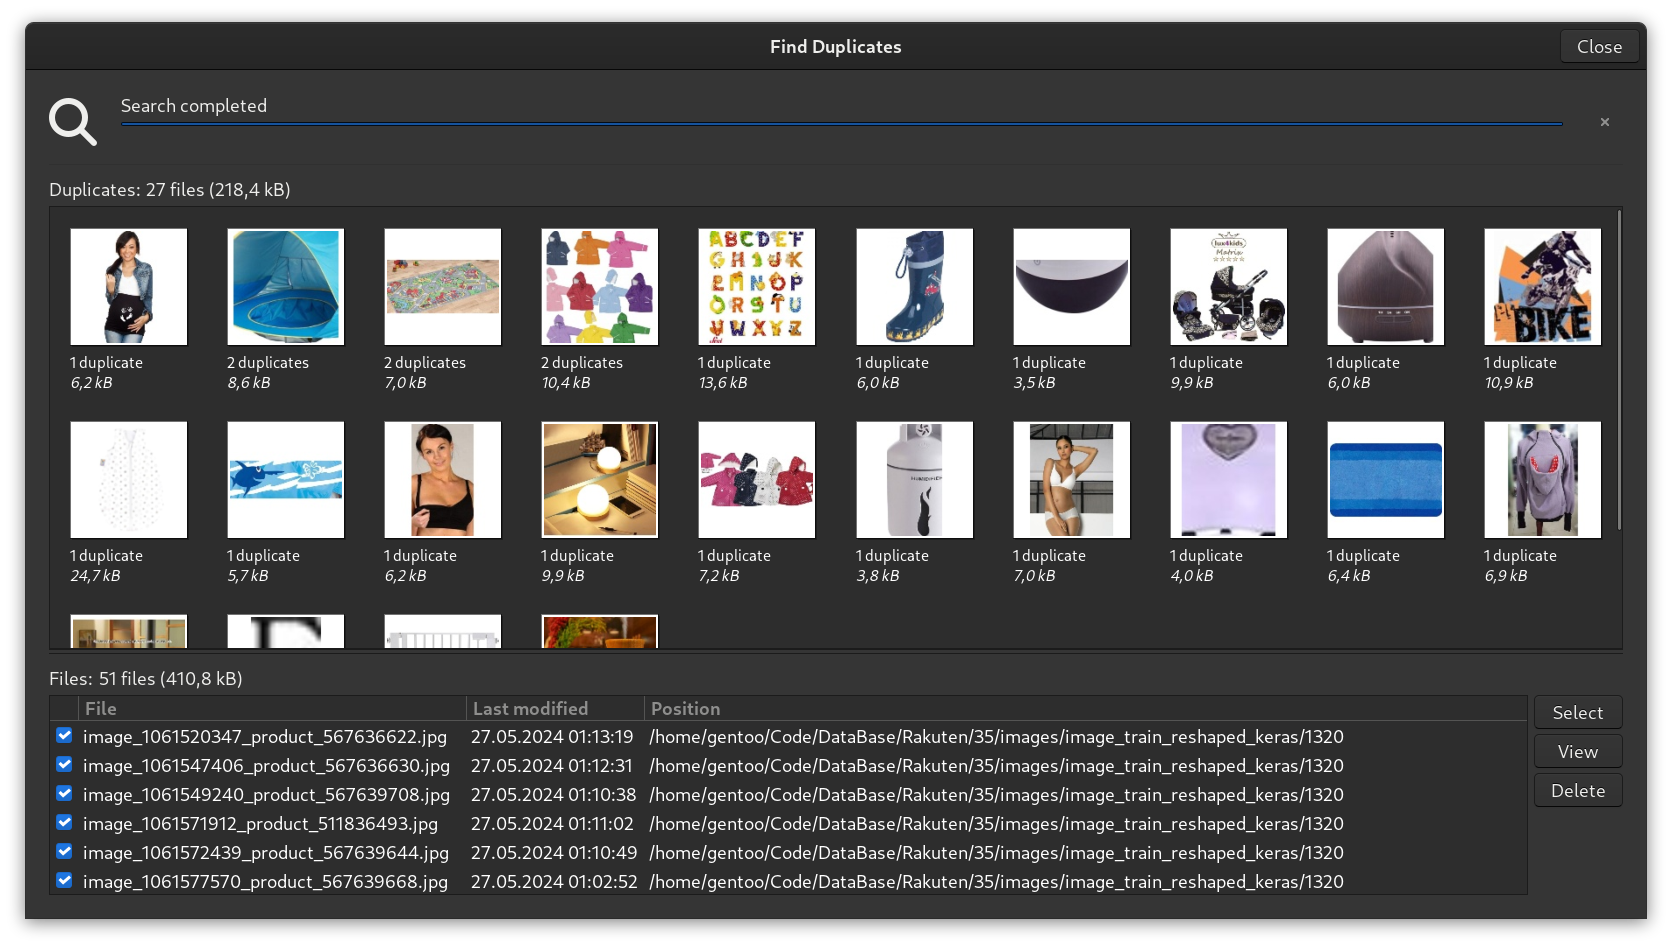 Find Duplicates
Close
Search completed
Duplicates: 27 files (218,4 kB)
ABCDEF
GHIJK
LMNOP
QRSTU
VWXYZ
Sevi
lux4kids
Matrix
BIKE
1 duplicate
6,2 kB
2 duplicates
8,6 kB
2 duplicates
7,0 kB
2 duplicates
10,4 kB
1 duplicate
13,6 kB
1 duplicate
6,0 kB
1 duplicate
3,5 kB
1 duplicate
9,9 kB
1 duplicate
6,0 kB
1 duplicate
10,9 kB
1 duplicate
24,7 kB
1 duplicate
5,7 kB
1 duplicate
6,2 kB
1 duplicate
9,9 kB
1 duplicate
7,2 kB
1 duplicate
3,8 kB
1 duplicate
7,0 kB
1 duplicate
4,0 kB
1 duplicate
6,4 kB
1 duplicate
6,9 kB
Files: 51 files (410,8 kB)
File Last modified Position
image_1061520347_product_567636622.jpg 27.05.2024 01:13:19 /home/gentoo/Code/DataBase/Rakuten/35/images/image_train_reshaped_keras/1320
image_1061547406_product_567636630.jpg 27.05.2024 01:12:31 /home/gentoo/Code/DataBase/Rakuten/35/images/image_train_reshaped_keras/1320
image_1061549240_product_567639708.jpg 27.05.2024 01:10:38 /home/gentoo/Code/DataBase/Rakuten/35/images/image_train_reshaped_keras/1320
image_1061571912_product_511836493.jpg 27.05.2024 01:11:02 /home/gentoo/Code/DataBase/Rakuten/35/images/image_train_reshaped_keras/1320
image_1061572439_product_567639644.jpg 27.05.2024 01:10:49 /home/gentoo/Code/DataBase/Rakuten/35/images/image_train_reshaped_keras/1320
image_1061577570_product_567639668.jpg 27.05.2024 01:02:52 /home/gentoo/Code/DataBase/Rakuten/35/images/image_train_reshaped_keras/1320
Select
View
Delete